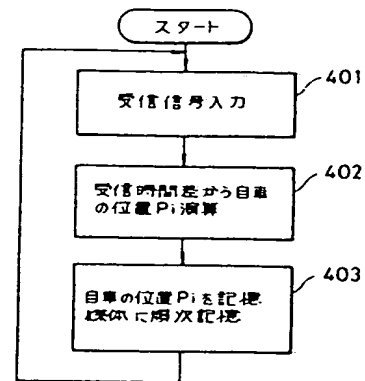 スタート
401
受信信号入力
402
受信時間差から自車
の位置Pi演算
403
自車の位置Piを記憶
媒体に順次記憶